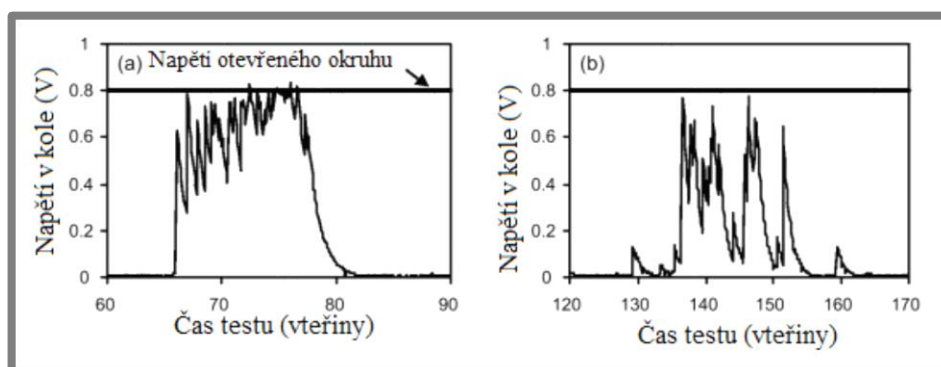 (a) Napětí otevřeného okruhu
Napětí v kole (V)
1
0.8
0.6
0.4
0.2
0
60 70 80 90
Čas testu (vteřiny)
(b)
Napětí v kole (V)
1
0.8
0.6
0.4
0.2
0
120 130 140 150 160 170
Čas testu (vteřiny)